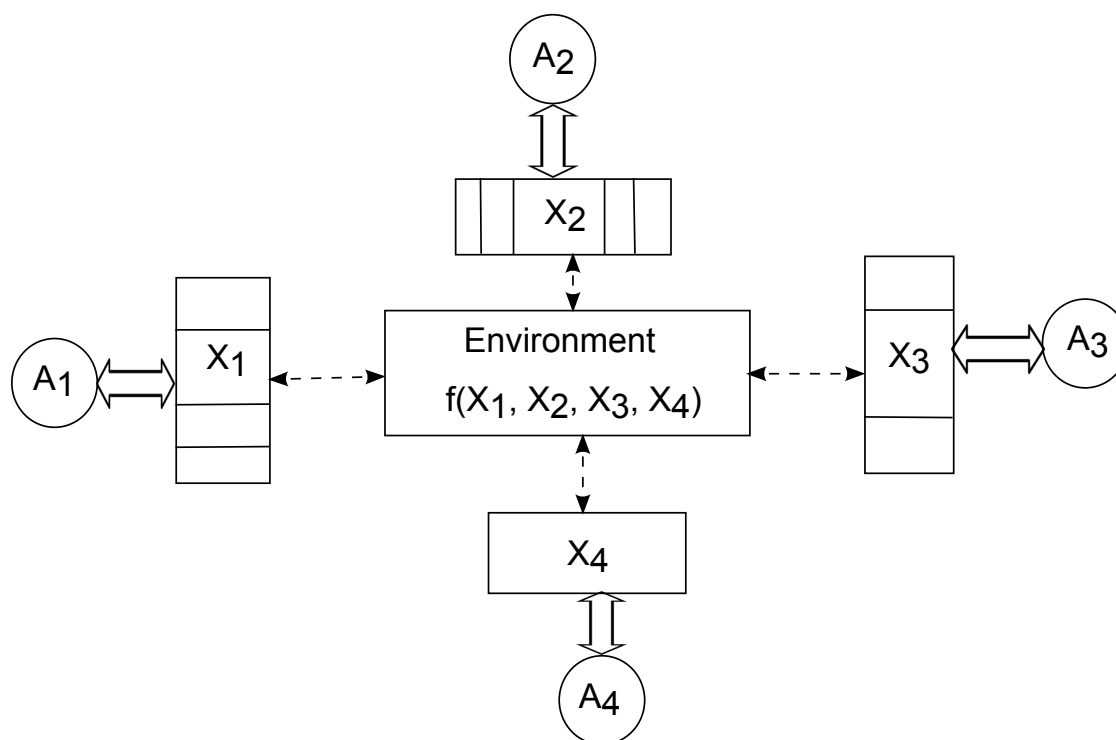 A2
X2
Environment
f(X1, X2, X3, X4)
X1
A1
X3
A3
X4
A4